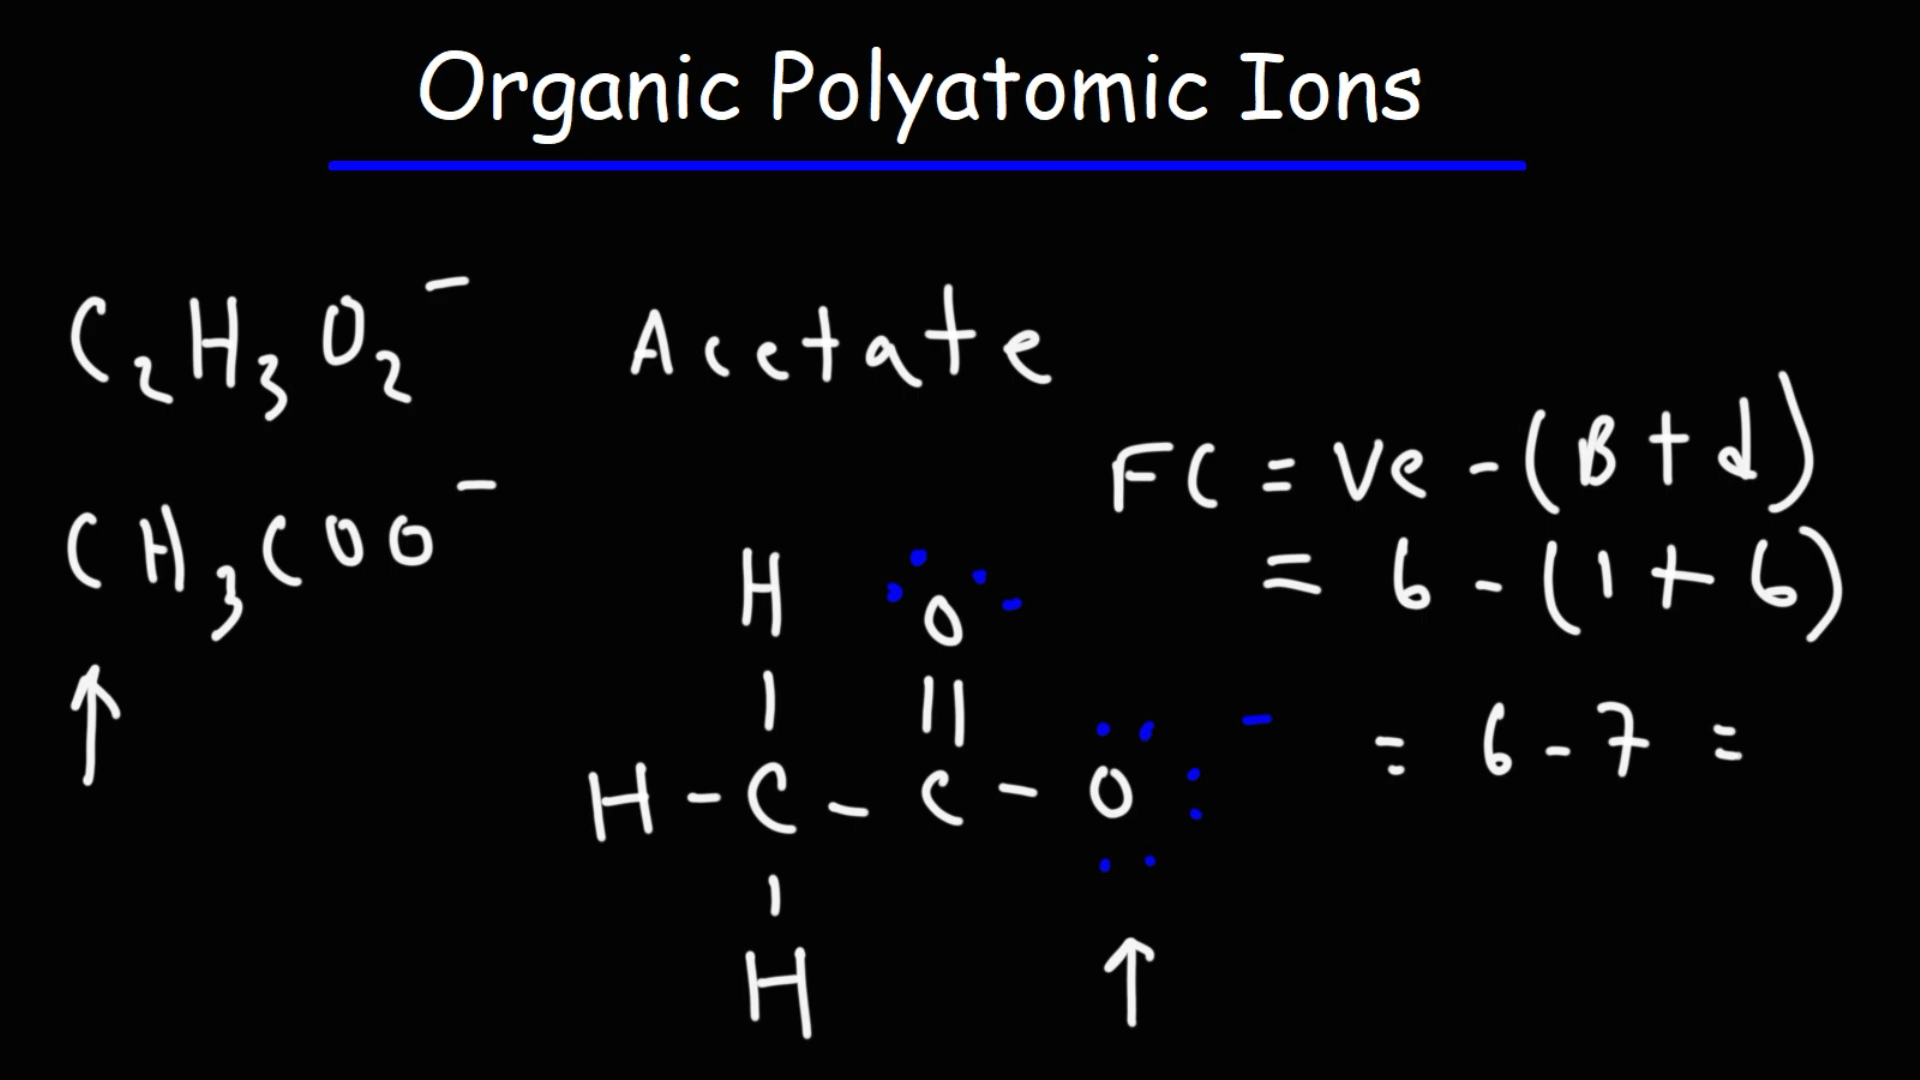 Organic Polyatomic Ions
C₂H₃O₂⁻ Acetate
FC = Ve - (B + d)
CH₃COO⁻
= 6 - (1 + 6)
H O
= 6 - 7 =
H - C - C - O
H